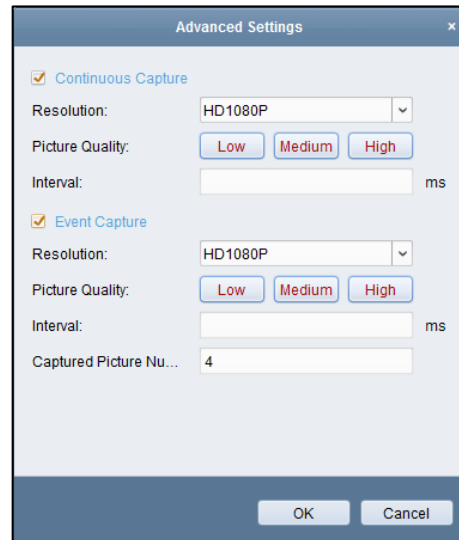 Advanced Settings ×
Continuous Capture
Resolution: HD1080P
Picture Quality: Low Medium High
Interval: ms
Event Capture
Resolution: HD1080P
Picture Quality: Low Medium High
Interval: ms
Captured Picture Nu... 4
OK Cancel